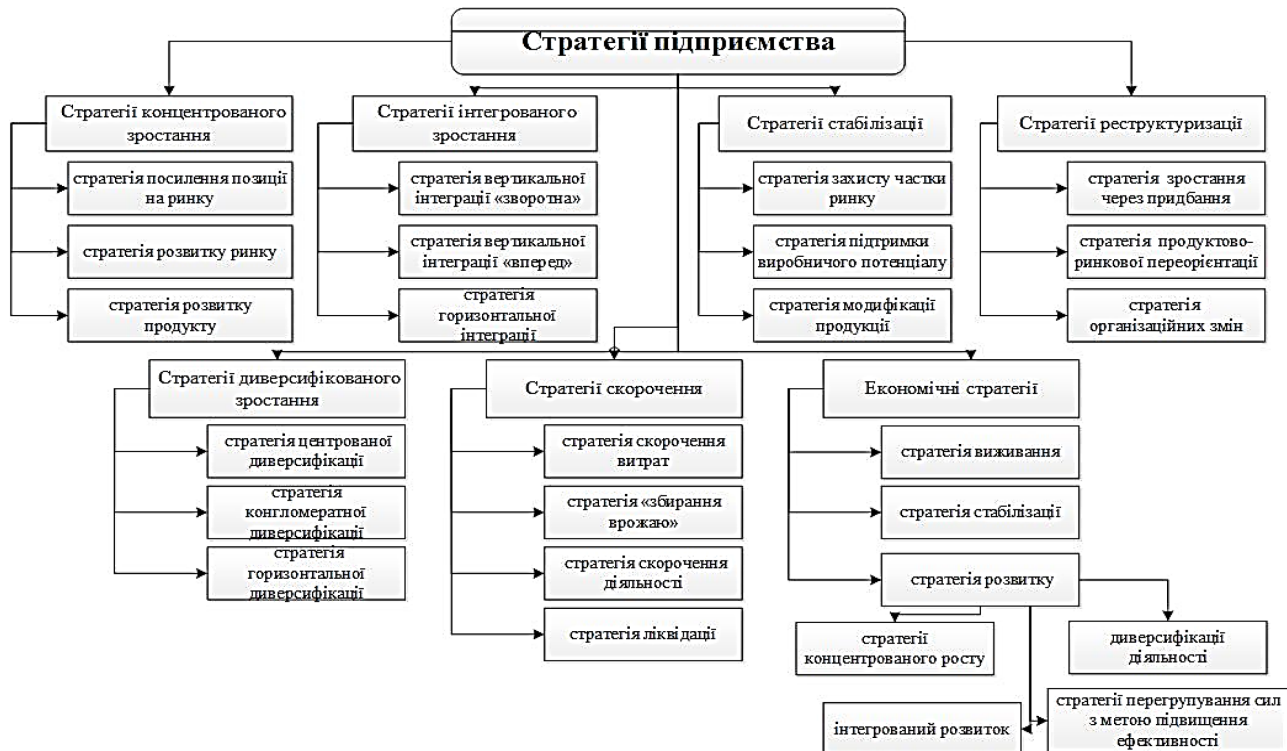 Стратегії підприємства
Стратегії концентрованого
зростання
стратегія посилення позиції
на ринку
стратегія розвитку ринку
стратегія розвитку
продукту
Стратегії інтегрованого
зростання
стратегія вертикальної
інтеграції «зворотна»
стратегія вертикальної
інтеграції «вперед»
стратегія
горизонтальної
інтеграції
Стратегії стабілізації
стратегія захисту частки
ринку
стратегія підтримки
виробничого потенціалу
стратегія модифікації
продукції
Стратегії реструктуризації
стратегія зростання
через придбання
стратегія продуктово-
ринкової переорієнтації
стратегія
організаційних змін
Стратегії диверсифікованого
зростання
стратегія центрованої
диверсифікації
стратегія
конгломератної
диверсифікації
стратегія
горизонтальної
диверсифікації
Стратегії скорочення
стратегія скорочення
витрат
стратегія «збирання
врожаю»
стратегія скорочення
діяльності
стратегія ліквідації
Економічні стратегії
стратегія виживання
стратегія стабілізації
стратегія розвитку
стратегії
концентрованого росту
диверсифікації
діяльності
інтегрований розвиток
стратегії перегрупування сил
з метою підвищення
ефективності